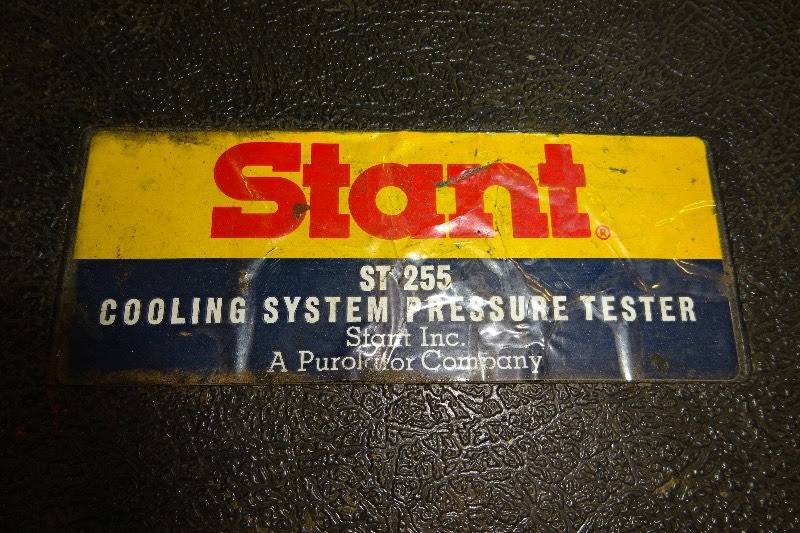 Stant®
ST 255
COOLING SYSTEM PRESSURE TESTER
Stant Inc.
A Purolator Company